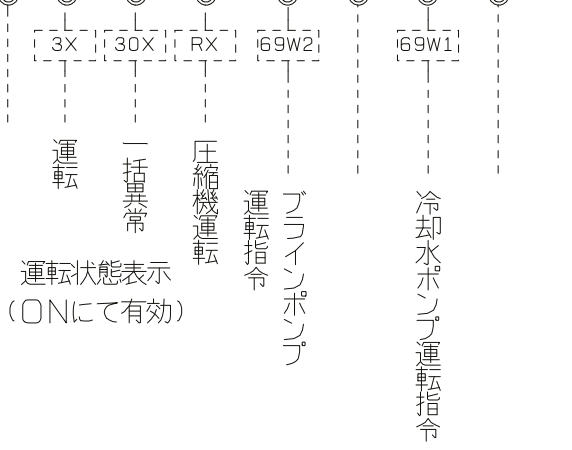 3X
30X
RX
69W2
69W1
運転
一括異常
圧縮機運転
ブラインポンプ
運転指令
冷却水ポンプ運転指令
運転状態表示
(ONにて有効)